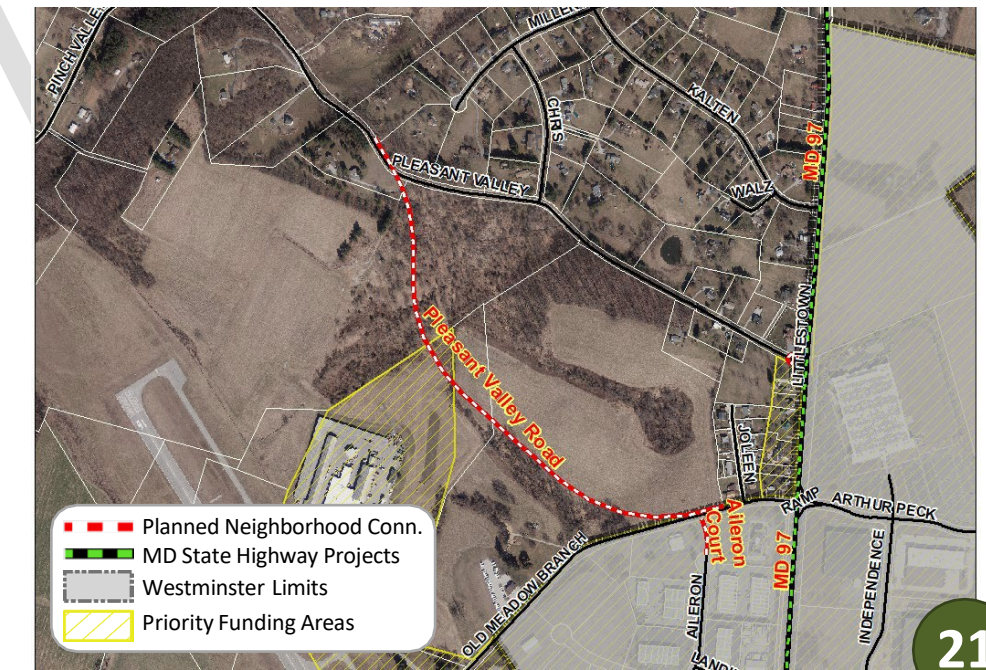 PINCH VALLEY
MILLER
CHRIS
KALTEN
MD 97
PLEASANT VALLEY
WALZ
LITTLESTOWN
Pleasant Valley Road
JOLEEN
RAMP
ARTHUR PECK
Aileron
Court
MD 97
OLD MEADOW BRANCH
AILERON
INDEPENDENCE
Planned Neighborhood Conn.
MD State Highway Projects
Westminster Limits
Priority Funding Areas
21